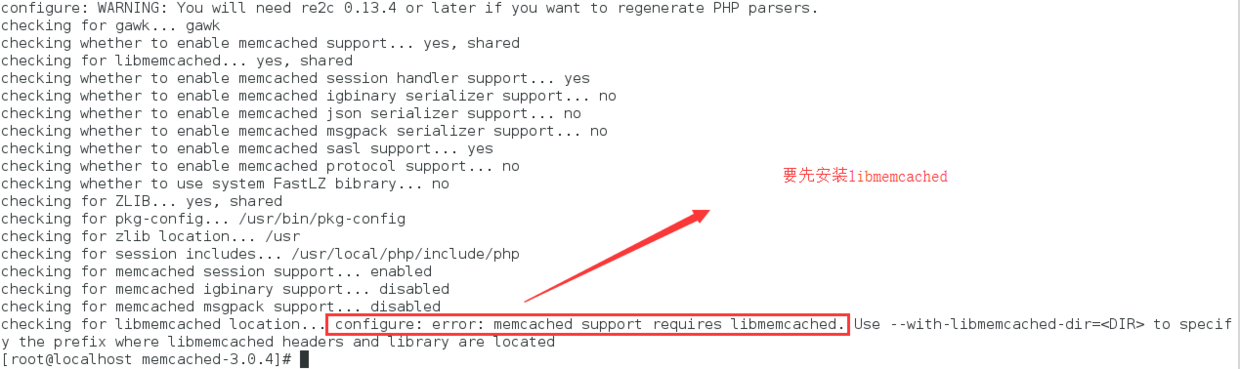 configure: WARNING: You will need re2c 0.13.4 or later if you want to regenerate PHP parsers.
checking for gawk... gawk
checking whether to enable memcached support... yes, shared
checking for libmemcached... yes, shared
checking whether to enable memcached session handler support... yes
checking whether to enable memcached igbinary serializer support... no
checking whether to enable memcached json serializer support... no
checking whether to enable memcached msgpack serializer support... no
checking whether to enable memcached sasl support... yes
checking whether to enable memcached protocol support... no
checking whether to use system FastLZ bibrary... no
checking for ZLIB... yes, shared
checking for pkg-config... /usr/bin/pkg-config
checking for zlib location... /usr
checking for session includes... /usr/local/php/include/php
checking for memcached session support... enabled
checking for memcached igbinary support... disabled
checking for memcached msgpack support... disabled
checking for libmemcached location... configure: error: memcached support requires libmemcached. Use --with-libmemcached-dir=<DIR> to specif
y the prefix where libmemcached headers and library are located
[root@localhost memcached-3.0.4]#
要先安装libmemcached